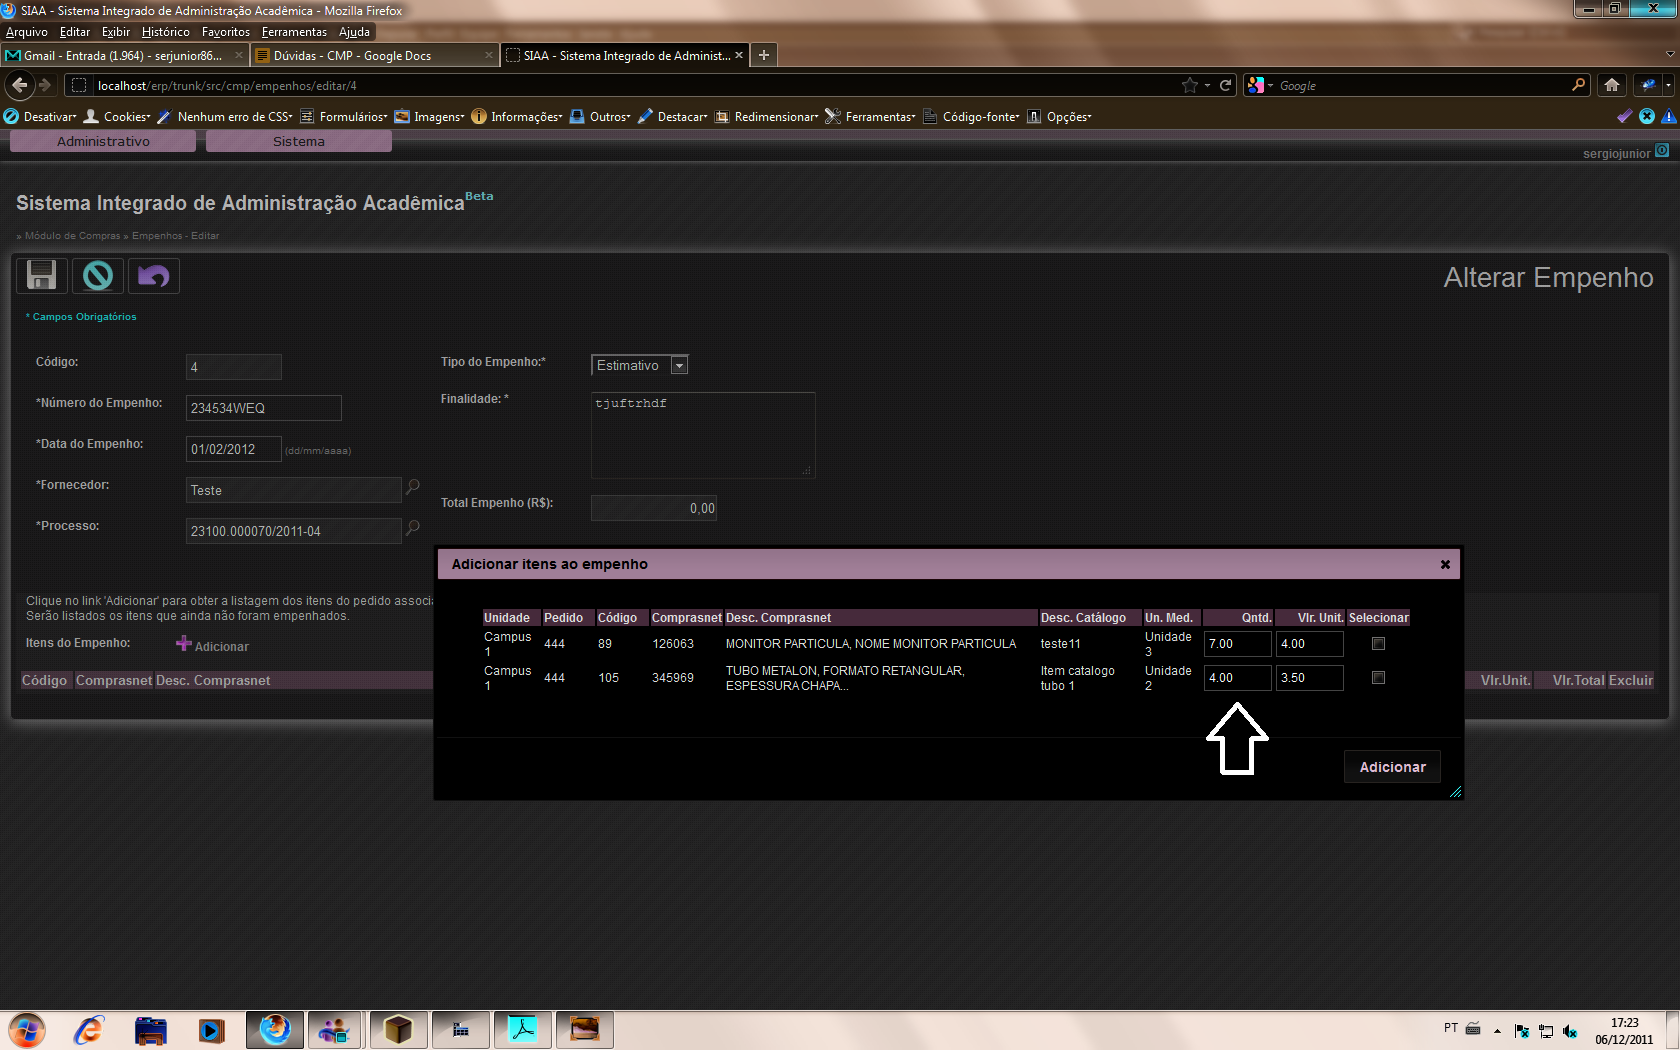 SIAA - Sistema Integrado de Administração Acadêmica - Mozilla Firefox
Arquivo Editar Exibir Histórico Favoritos Ferramentas Ajuda
Gmail - Entrada (1.964) - serjunior86... Dúvidas - CMP - Google Docs SIAA - Sistema Integrado de Administ...
localhost/erp/trunk/src/cmp/empenhos/editar/4 Google
Desativar Cookies Nenhum erro de CSS Formulários Imagens Informações Outros Destacar Redimensionar Ferramentas Código-fonte Opções
Administrativo Sistema
sergiojunior
Sistema Integrado de Administração Acadêmica Beta
» Módulo de Compras » Empenhos - Editar
Alterar Empenho
* Campos Obrigatórios
Código: 4 Tipo do Empenho:* Estimativo
*Número do Empenho: 234534WEQ Finalidade: * tjuftrhdf
*Data do Empenho: 01/02/2012 (dd/mm/aaaa)
*Fornecedor: Teste Total Empenho (R$): 0,00
*Processo: 23100.000070/2011-04
Adicionar itens ao empenho
Clique no link 'Adicionar' para obter a listagem dos itens do pedido associa
Serão listados os itens que ainda não foram empenhados.
Itens do Empenho: Adicionar
Código Comprasnet Desc. Comprasnet Vlr.Unit. Vlr.Total Excluir
Unidade Pedido Código Comprasnet Desc. Comprasnet Desc. Catálogo Un. Med. Qntd. Vlr. Unit. Selecionar
Campus 1 444 89 126063 MONITOR PARTICULA, NOME MONITOR PARTICULA teste11 Unidade 3 7.00 4.00
Campus 1 444 105 345969 TUBO METALON, FORMATO RETANGULAR, ESPESSURA CHAPA... Item catalogo tubo 1 Unidade 2 4.00 3.50
Adicionar
PT 17:23
06/12/2011